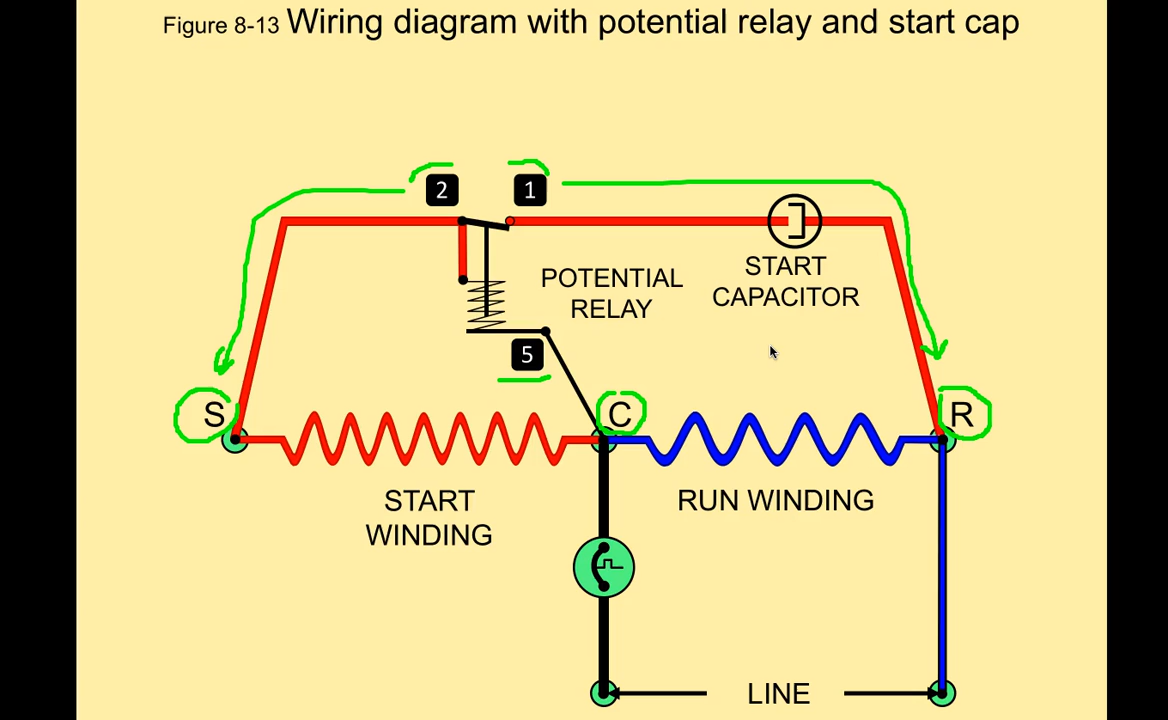 Figure 8-13 Wiring diagram with potential relay and start cap
2
1
POTENTIAL
RELAY
START
CAPACITOR
5
S
C
R
START
WINDING
RUN WINDING
LINE